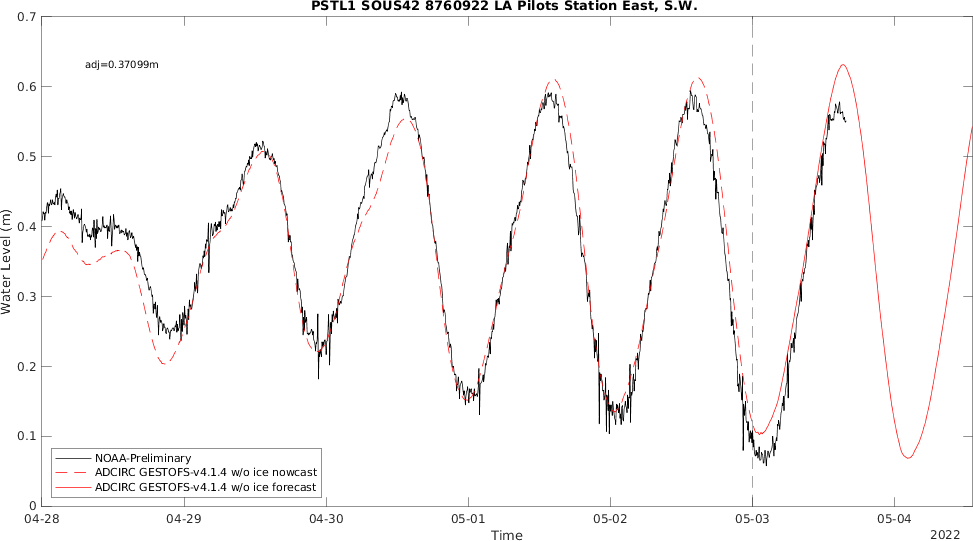 PSTL1 SOUS42 8760922 LA Pilots Station East, S.W.
0.7
adj=0.37099m
0.6
0.5
0.4
0.3
0.2
0.1
0
Water Level (m)
NOAA-Preliminary
ADCIRC GESTOFS-v4.1.4 w/o ice nowcast
ADCIRC GESTOFS-v4.1.4 w/o ice forecast
04-28 04-29 04-30 05-01 05-02 05-03 05-04
Time
2022